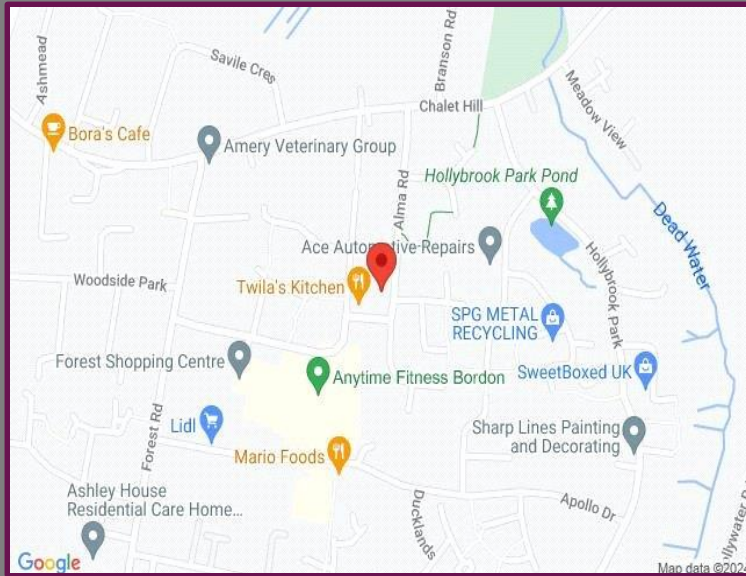 Ashmead
Savile Cres
Branson Rd
Chalet Hill
Meadow View
Bora's Cafe
Amery Veterinary Group
Alma Rd
Hollybrook Park Pond
Dead Water
Ace Automotive Repairs
Hollybrook Park
Woodside Park
Twila's Kitchen
SPG METAL
RECYCLING
Forest Shopping Centre
Anytime Fitness Bordon
SweetBoxed UK
Lidl
Forest Rd
Mario Foods
Sharp Lines Painting
and Decorating
Ashley House
Residential Care Home...
Ducklands
Apollo Dr
Google
Map data ©2024